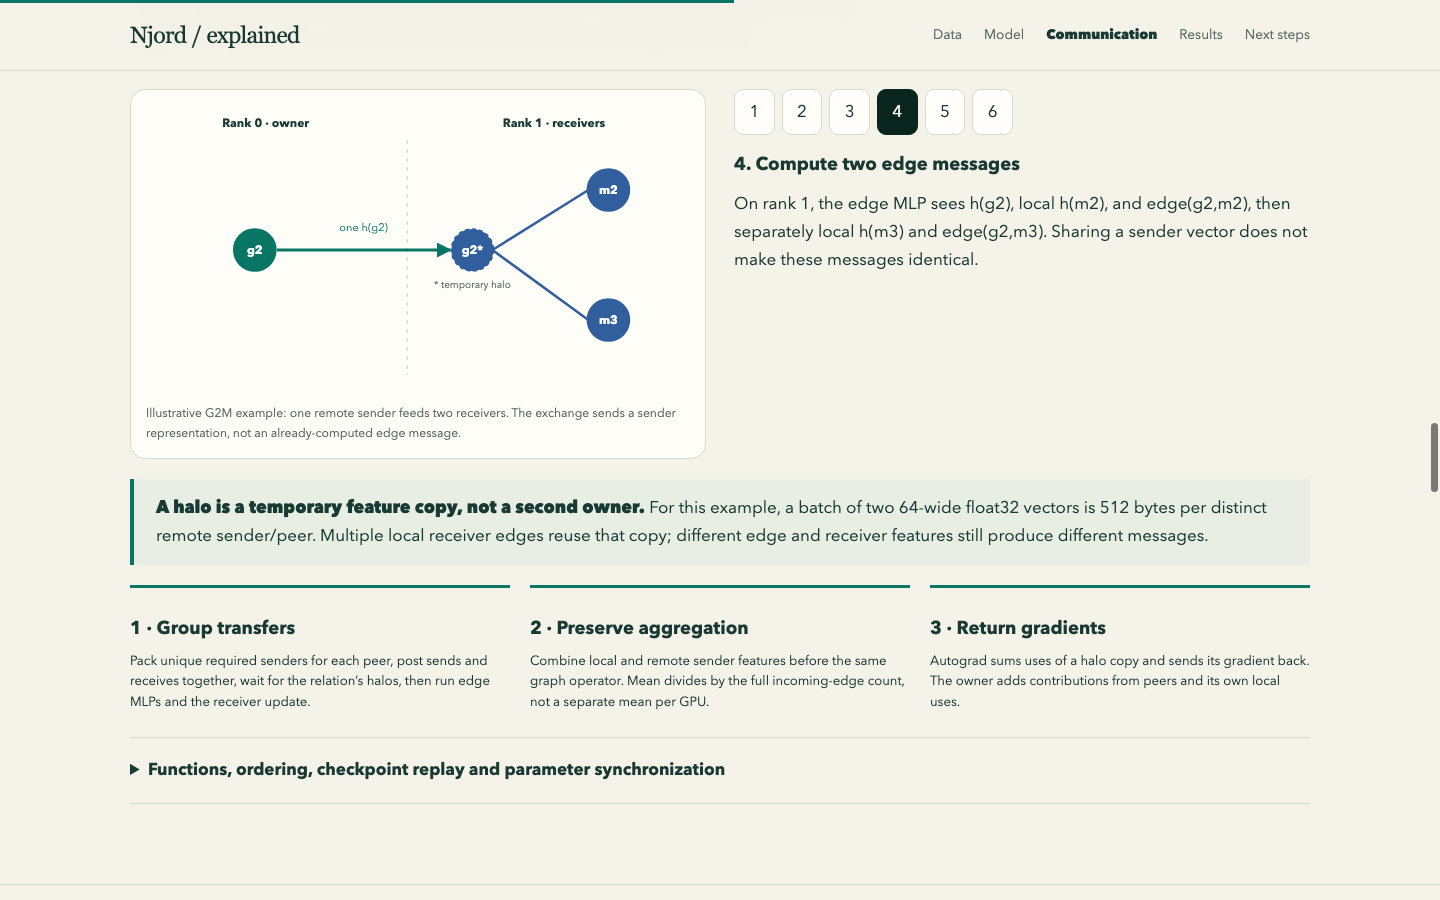 Njord / explained
Data
Model
Communication
Results
Next steps
Rank 0 · owner
Rank 1 · receivers
m2
one h(g2)
g2
g2*
* temporary halo
m3
Illustrative G2M example: one remote sender feeds two receivers. The exchange sends a sender
representation, not an already-computed edge message.
1
2
3
4
5
6
4. Compute two edge messages
On rank 1, the edge MLP sees h(g2), local h(m2), and edge(g2,m2), then
separately local h(m3) and edge(g2,m3). Sharing a sender vector does not
make these messages identical.
A halo is a temporary feature copy, not a second owner. For this example, a batch of two 64-wide float32 vectors is 512 bytes per distinct
remote sender/peer. Multiple local receiver edges reuse that copy; different edge and receiver features still produce different messages.
1 · Group transfers
Pack unique required senders for each peer, post sends and
receives together, wait for the relation’s halos, then run edge
MLPs and the receiver update.
2 · Preserve aggregation
Combine local and remote sender features before the same
graph operator. Mean divides by the full incoming-edge count,
not a separate mean per GPU.
3 · Return gradients
Autograd sums uses of a halo copy and sends its gradient back.
The owner adds contributions from peers and its own local
uses.
Functions, ordering, checkpoint replay and parameter synchronization